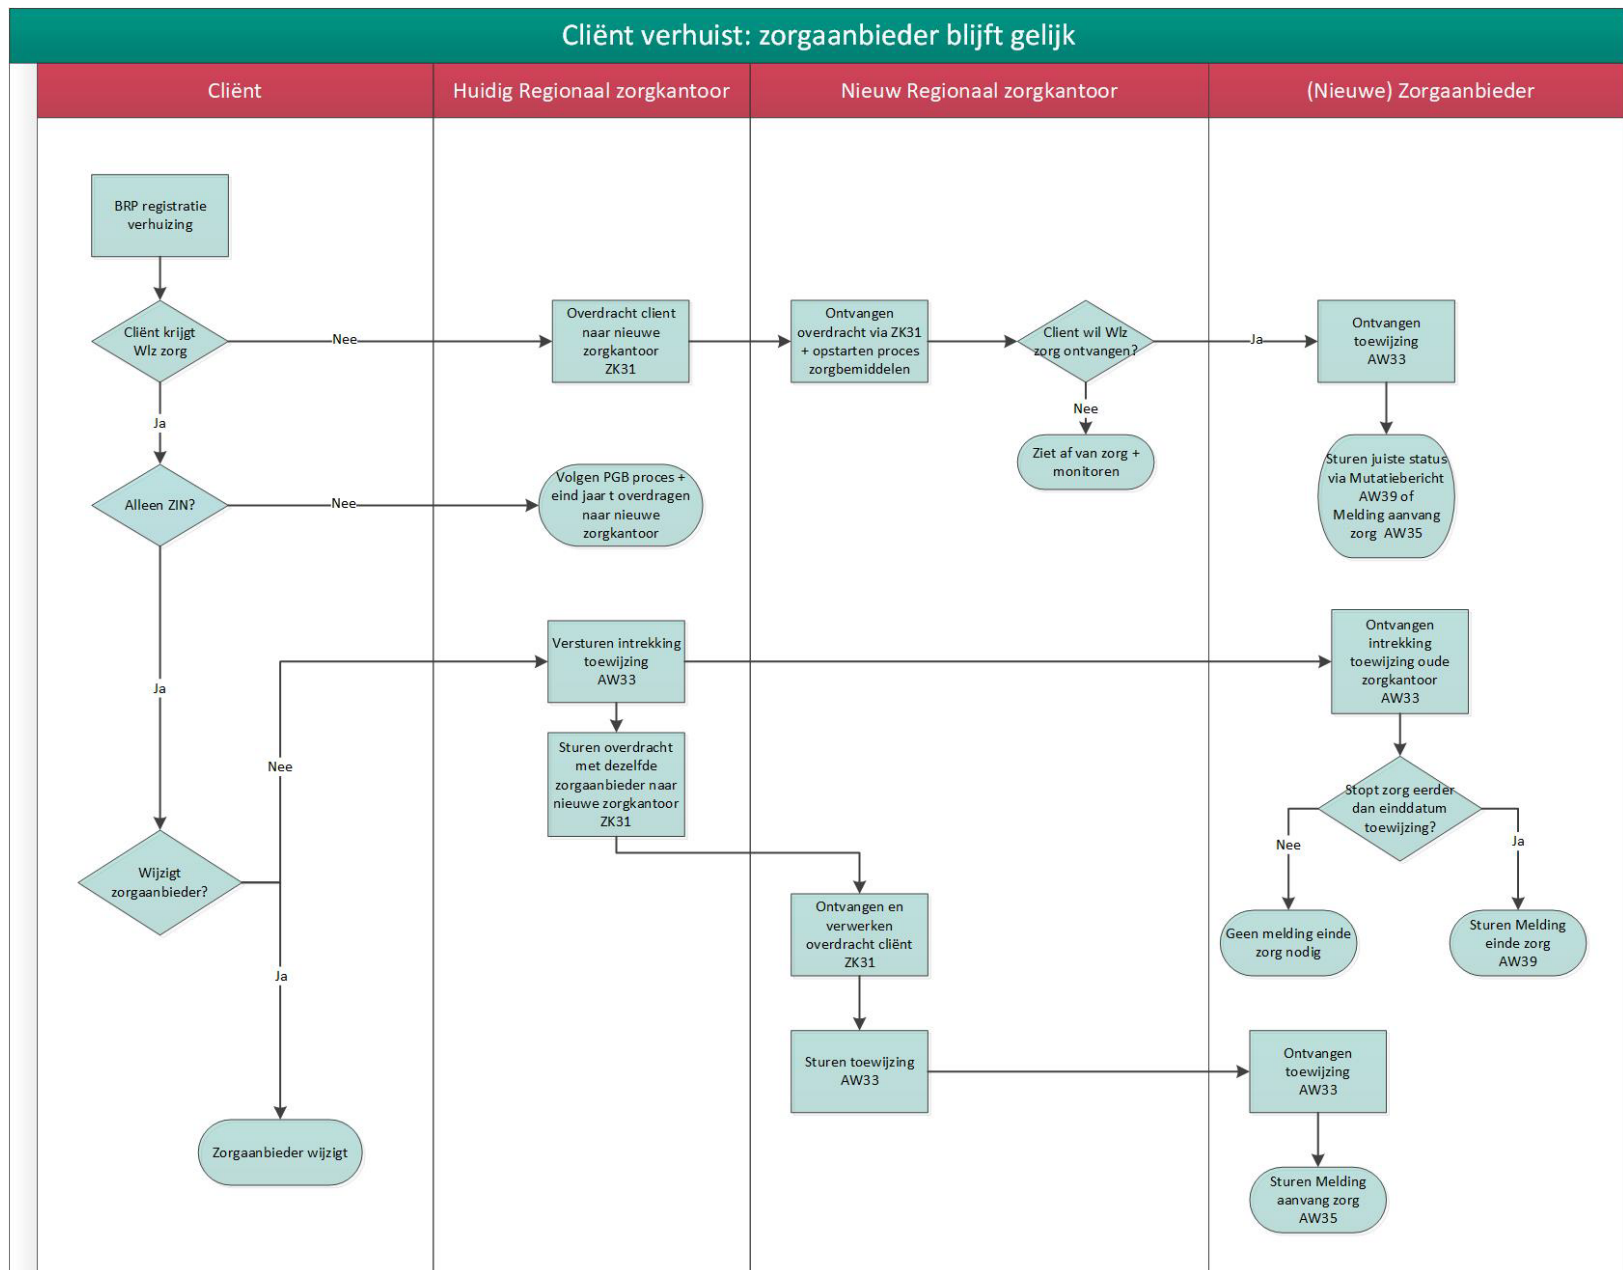 Cliënt verhuist: zorgaanbieder blijft gelijk
Cliënt
Huidig Regionaal zorgkantoor
Nieuw Regionaal zorgkantoor
(Nieuwe) Zorgaanbieder
BRP registratie
verhuizing
Cliënt krijgt
Wlz zorg
Nee
Overdracht client
naar nieuwe
zorgkantoor
ZK31
Ontvangen
overdracht via ZK31
+ opstarten proces
zorgbemiddelen
Client wil Wlz
zorg ontvangen?
Ja
Ontvangen
toewijzing
AW33
Ja
Nee
Ziet af van zorg +
monitoren
Sturen juiste status
via Mutatiebericht
AW39 of
Melding aanvang
zorg AW35
Alleen ZIN?
Nee
Volgen PGB proces +
eind jaar t overdragen
naar nieuwe
zorgkantoor
Ja
Versturen intrekking
toewijzing
AW33
Ontvangen
intrekking
toewijzing oude
zorgkantoor
AW33
Nee
Sturen overdracht
met dezelfde
zorgaanbieder naar
nieuwe zorgkantoor
ZK31
Stopt zorg eerder
dan einddatum
toewijzing?
Nee
Ja
Wijzigt
zorgaanbieder?
Ontvangen en
verwerken
overdracht cliënt
ZK31
Geen melding einde
zorg nodig
Sturen Melding
einde zorg
AW39
Ja
Sturen toewijzing
AW33
Ontvangen
toewijzing
AW33
Zorgaanbieder wijzigt
Sturen Melding
aanvang zorg
AW35